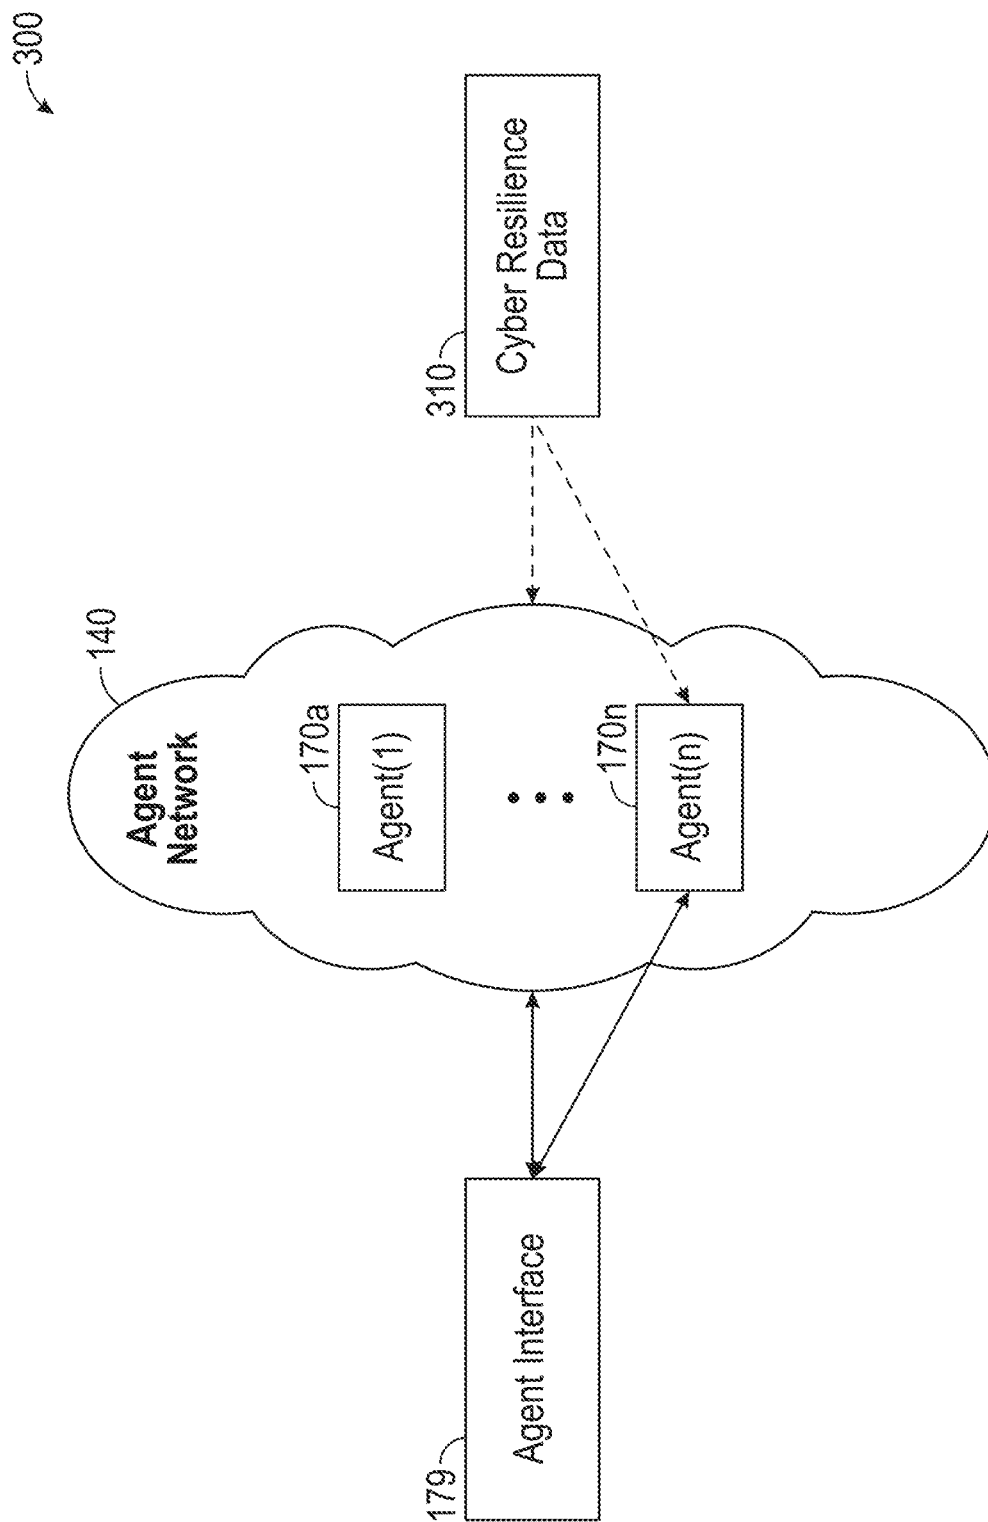 300
140
Agent
Network
179
Agent Interface
170a
Agent(1)
170n
Agent(n)
310
Cyber Resilience
Data